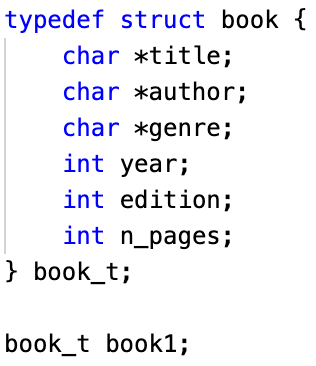 typedef struct book {
    char *title;
    char *author;
    char *genre;
    int year;
    int edition;
    int n_pages;
} book_t;

book_t book1;